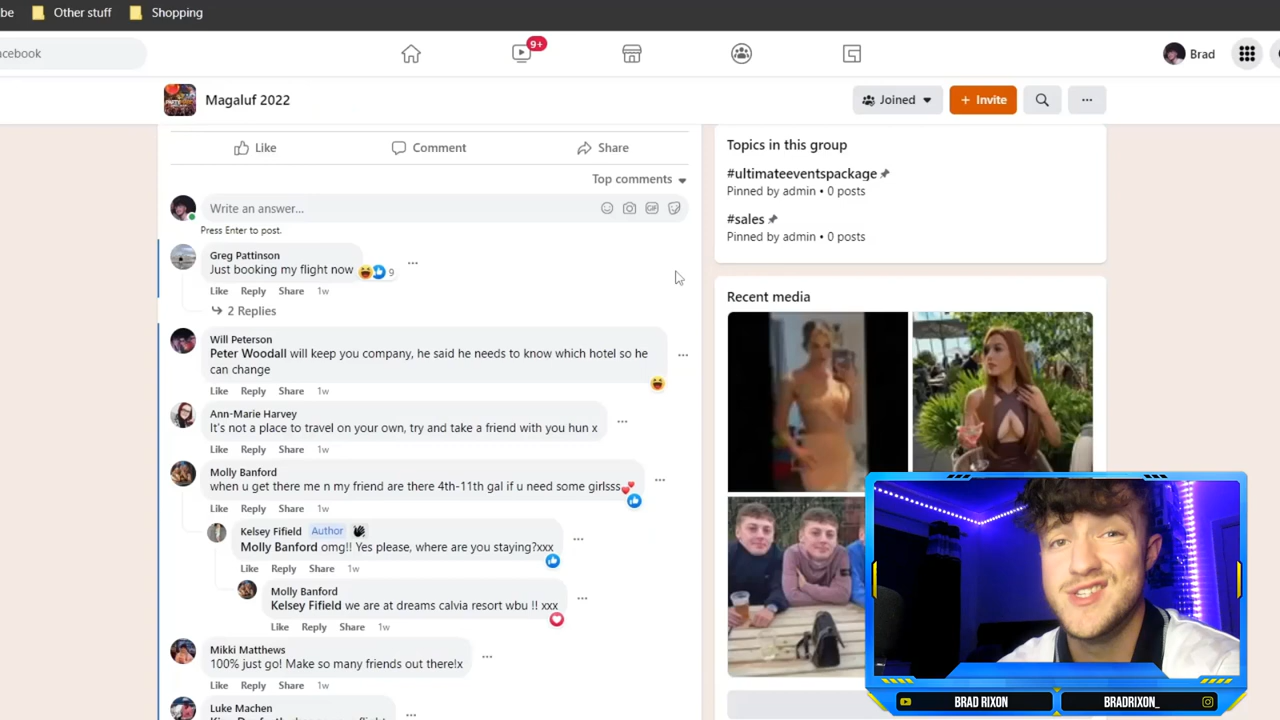 be Other stuff Shopping
acebook
9+
Brad
Magaluf 2022
Joined
+ Invite
Like Comment Share
Top comments
Write an answer...
Press Enter to post.
Greg Pattinson
Just booking my flight now
9
Like Reply Share 1w
2 Replies
Will Peterson
Peter Woodall will keep you company, he said he needs to know which hotel so he
can change
Like Reply Share 1w
Ann-Marie Harvey
It's not a place to travel on your own, try and take a friend with you hun x
Like Reply Share 1w
Molly Banford
when u get there me n my friend are there 4th-11th gal if u need some girlsss
Like Reply Share 1w
Kelsey Fifield Author
Molly Banford omg!! Yes please, where are you staying?xxx
Like Reply Share 1w
Molly Banford
Kelsey Fifield we are at dreams calvia resort wbu !! xxx
Like Reply Share 1w
Mikki Matthews
100% just go! Make so many friends out there!x
Like Reply Share 1w
Luke Machen
Topics in this group
#ultimateeventspackage
Pinned by admin • 0 posts
#sales
Pinned by admin • 0 posts
Recent media
GIF
BRAD RIXON
BRADRIXON_